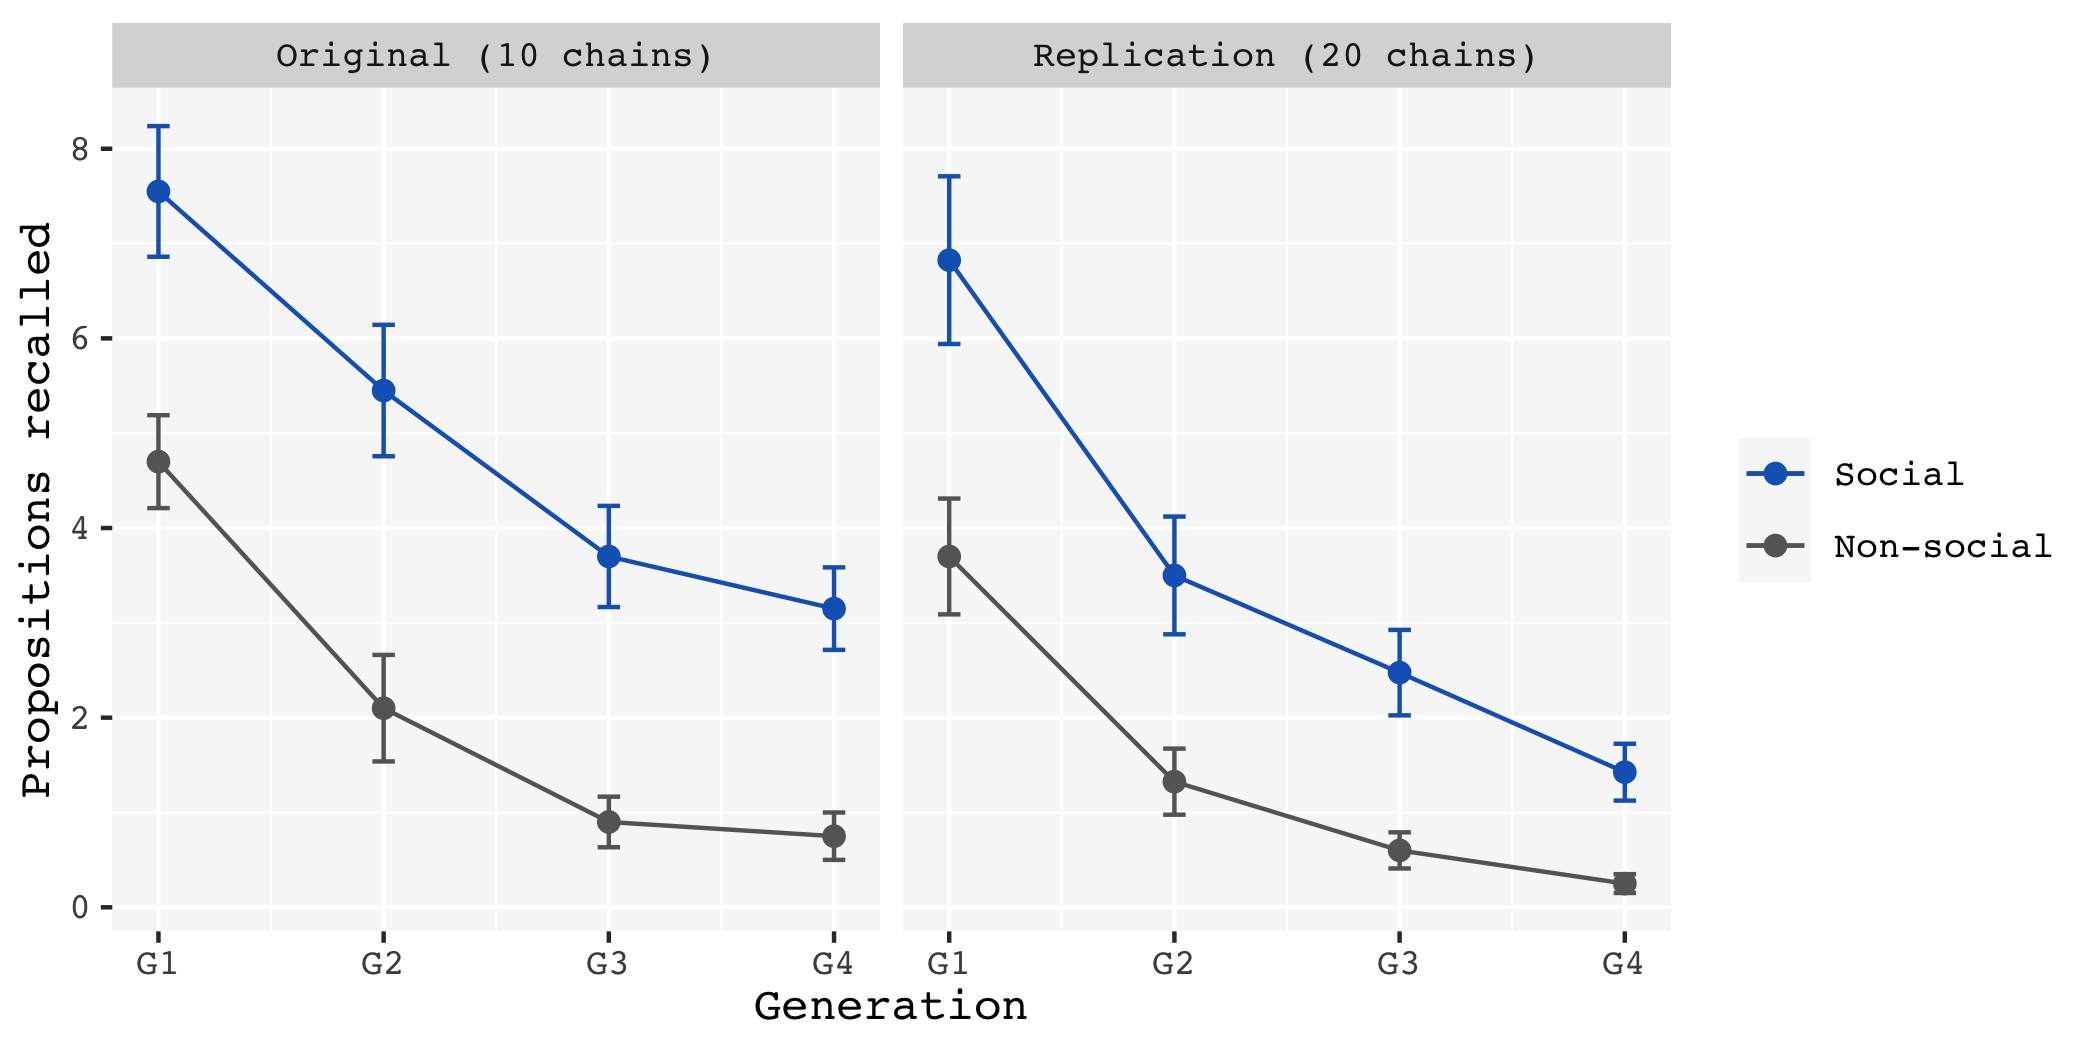 Original (10 chains)
Replication (20 chains)
Propositions recalled
8
6
4
2
0
G1 G2 G3 G4
G1 G2 G3 G4
Generation
Social
Non-social